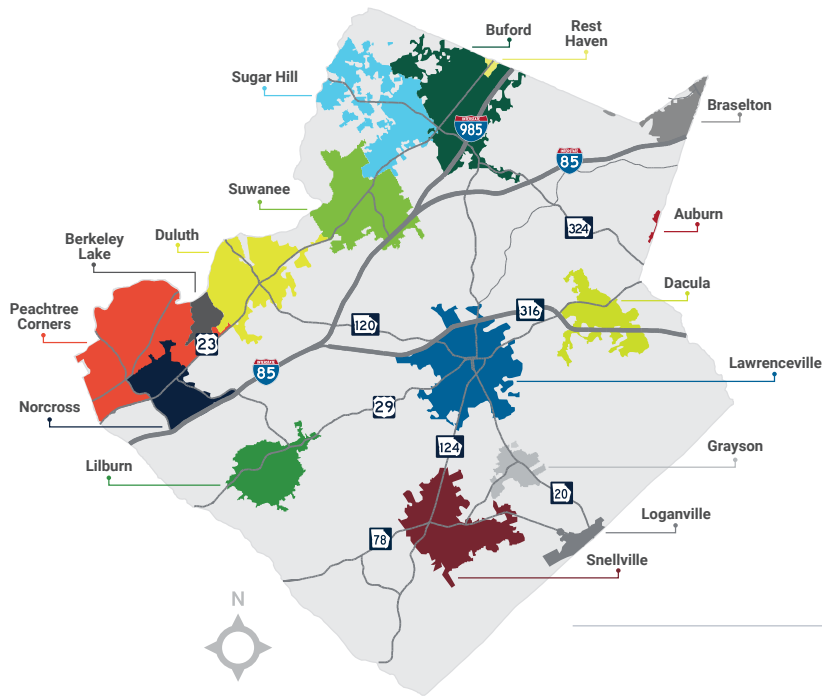 Buford
Rest
Haven
Sugar Hill
Braselton
985
85
Suwanee
Auburn
324
Duluth
Berkeley
Lake
Dacula
Peachtree
Corners
316
120
23
Lawrenceville
85
Norcross
29
124
Grayson
Lilburn
20
Loganville
78
Snellville
N